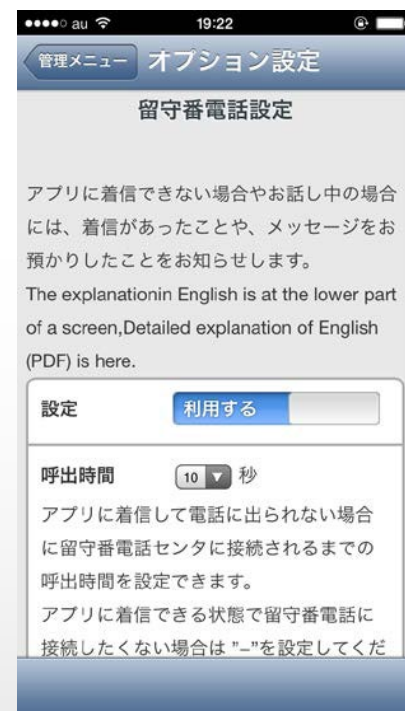 au 19:22
管理メニュー オプション設定
留守番電話設定
アプリに着信できない場合やお話し中の場合
には、着信があったことや、メッセージをお
預かりしたことをお知らせします。
The explanationin English is at the lower part
of a screen,Detailed explanation of English
(PDF) is here.
設定 利用する
呼出時間 10 秒
アプリに着信して電話に出られない場合
に留守番電話センタに接続されるまでの
呼出時間を設定できます。
アプリに着信できる状態で留守番電話に
接続したくない場合は "–"を設定してくだ